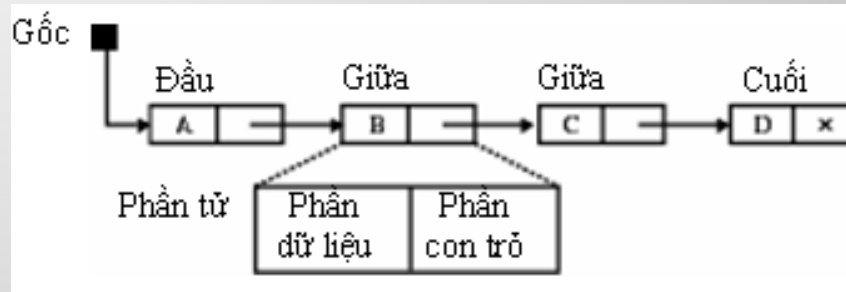 Gốc
Đầu Giữa Giữa Cuối
A B C D ×
Phần tử Phần dữ liệu Phần con trỏ